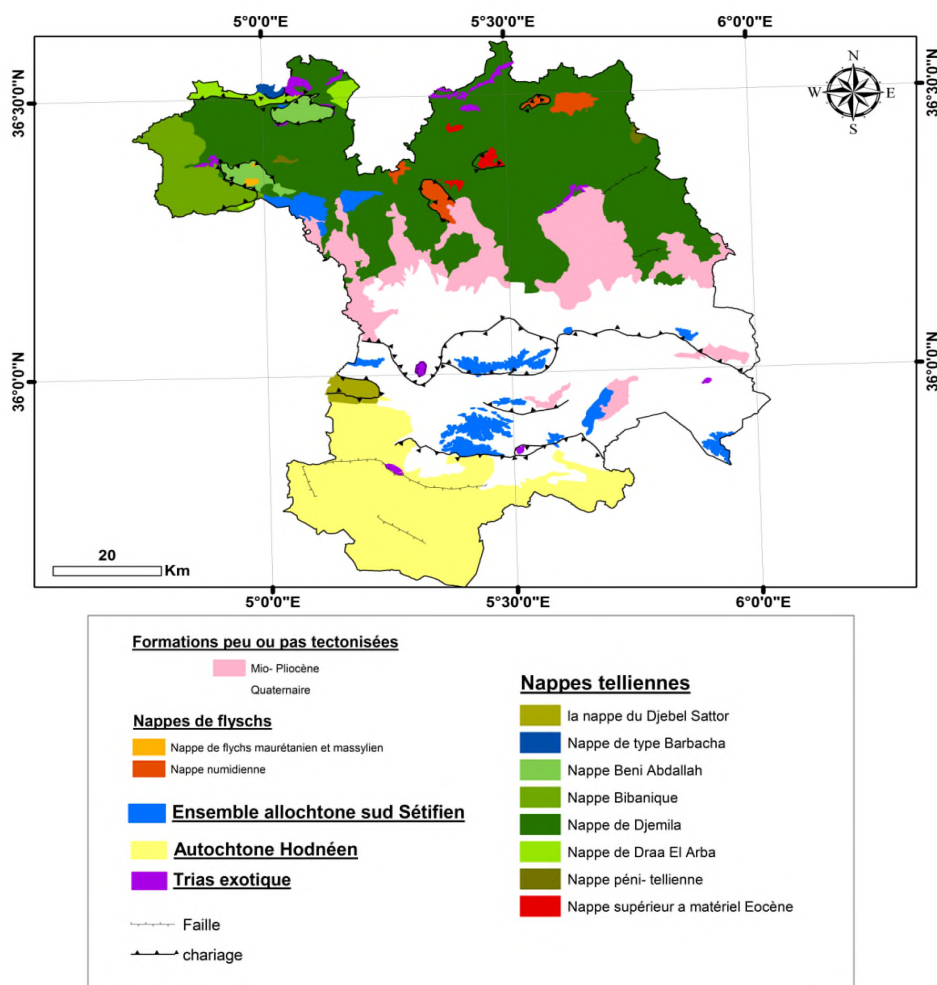 5°0'0"E 5°30'0"E 6°0'0"E
36°30'0"N 36°30'0"N
N
W E
S
36°0'0"N 36°0'0"N
20
Km
5°0'0"E 5°30'0"E 6°0'0"E
Formations peu ou pas tectonisées
Mio- Pliocène
Quaternaire
Nappes de flyschs
Nappe de flychs maurétanien et massylien
Nappe numidienne
Ensemble allochtone sud Sétifien
Autochtone Hodnéen
Trias exotique
Faille
chariage
Nappes telliennes
la nappe du Djebel Sattor
Nappe de type Barbacha
Nappe Beni Abdallah
Nappe Bibanique
Nappe de Djemila
Nappe de Draa El Arba
Nappe péni- tellienne
Nappe supérieur a matériel Eocène